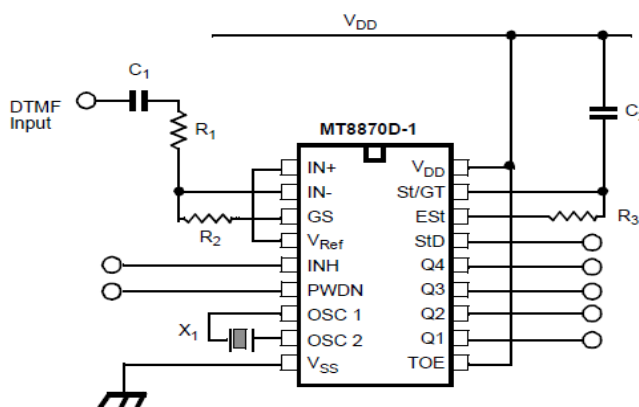 VDD
C1
DTMF
Input
R1
MT8870D-1
IN+
IN-
GS
VRef
INH
PWDN
OSC 1
OSC 2
VSS
VDD
St/GT
ESt
StD
Q4
Q3
Q2
Q1
TOE
R2
R3
X1
C